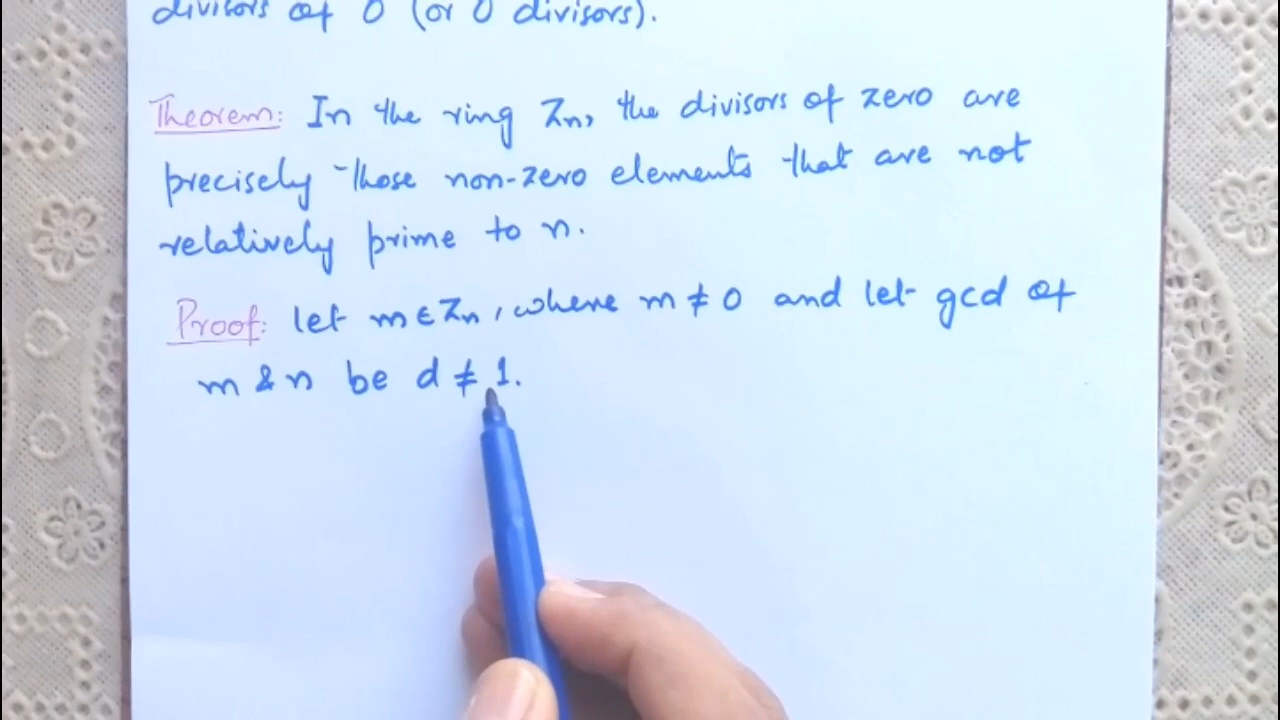 divisors of 0 (or 0 divisors).
Theorem: In the ring Zn, the divisors of zero are
precisely those non-zero elements that are not
relatively prime to n.
Proof: let m ∈ Zn, where m ≠ 0 and let gcd of
m & n be d ≠ 1.